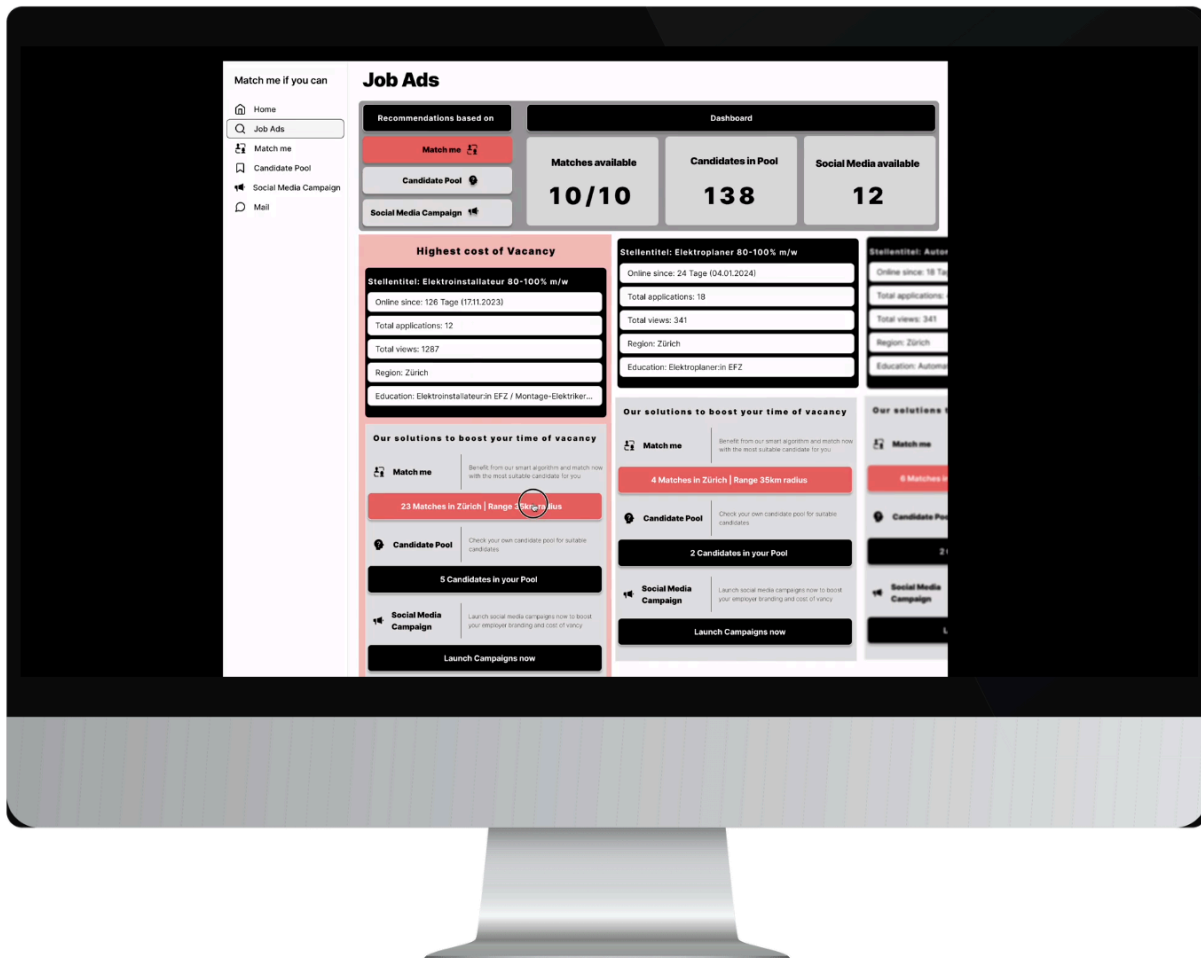 Match me if you can
Home
Job Ads
Match me
Candidate Pool
Social Media Campaign
Mail
Job Ads
Recommendations based on
Match me
Candidate Pool
Social Media Campaign
Dashboard
Matches available
10/10
Candidates in Pool
138
Social Media available
12
Highest cost of Vacancy
Stellentitel: Elektroinstallateur 80-100% m/w
Online since: 126 Tage (17.11.2023)
Total applications: 12
Total views: 1287
Region: Zürich
Education: Elektroinstallateur:in EFZ / Montage-Elektriker...
Our solutions to boost your time of vacancy
Match me
Benefit from our smart algorithm and match now
with the most suitable candidate for you
23 Matches in Zürich | Range 35km radius
Candidate Pool
Check your own candidate pool for suitable
candidates
5 Candidates in your Pool
Social Media
Campaign
Launch social media campaigns now to boost
your employer branding and cost of vancy
Launch Campaigns now
Stellentitel: Elektroplaner 80-100% m/w
Online since: 24 Tage (04.01.2024)
Total applications: 18
Total views: 341
Region: Zürich
Education: Elektroplaner:in EFZ
Our solutions to boost your time of vacancy
Match me
Benefit from our smart algorithm and match now
with the most suitable candidate for you
4 Matches in Zürich | Range 35km radius
Candidate Pool
Check your own candidate pool for suitable
candidates
2 Candidates in your Pool
Social Media
Campaign
Launch social media campaigns now to boost
your employer branding and cost of vancy
Launch Campaigns now
Stellentitel:
Online since: 18
Total applications:
Total views: 341
Region: Zürich
Education:
Our solutions
Match me
6 Matches
Candidate
2
Social Media
Campaign